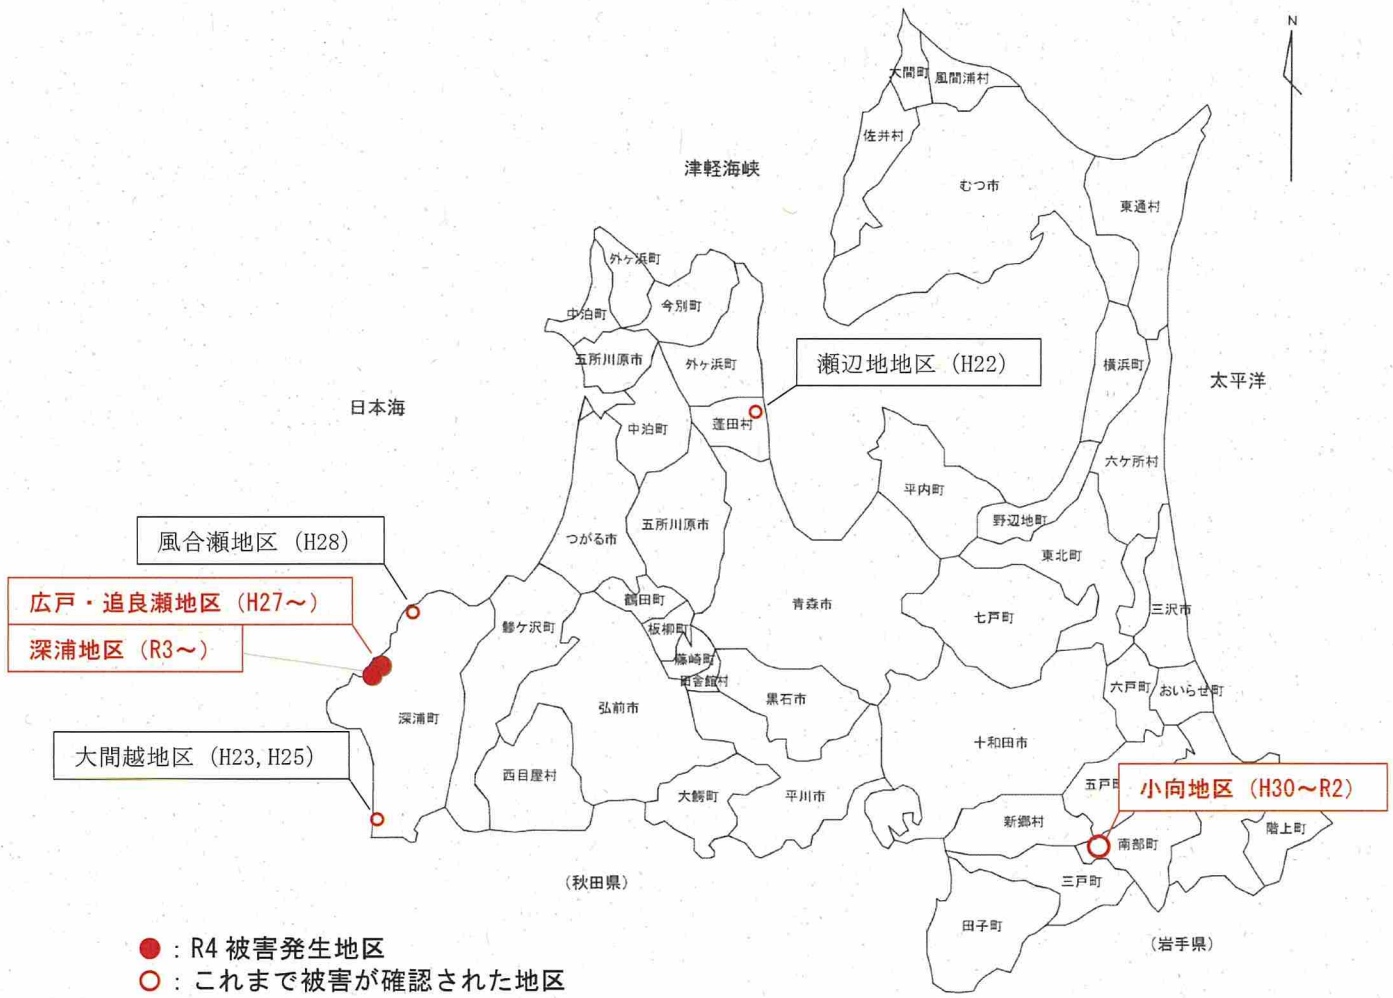 N
大間町
風間浦村
佐井村
津軽海峡
むつ市
東通村
外ヶ浜町
今別町
中泊町
五所川原市
外ヶ浜町
瀬辺地地区 (H22)
横浜町
太平洋
日本海
中泊町
蓬田村
六ケ所村
平内町
野辺地町
五所川原市
つがる市
東北町
風合瀬地区 (H28)
広戸・追良瀬地区 (H27～)
深浦地区 (R3～)
鶴田町
青森市
七戸町
三沢市
鰺ケ沢町
板柳町
藤崎町
田舎館村
六戸町
おいらせ町
黒石市
弘前市
深浦町
十和田市
大間越地区 (H23,H25)
西目屋村
大鰐町
平川市
五戸町
小向地区 (H30～R2)
新郷村
南部町
階上町
三戸町
(秋田県)
田子町
(岩手県)
：R4 被害発生地区
：これまで被害が確認された地区